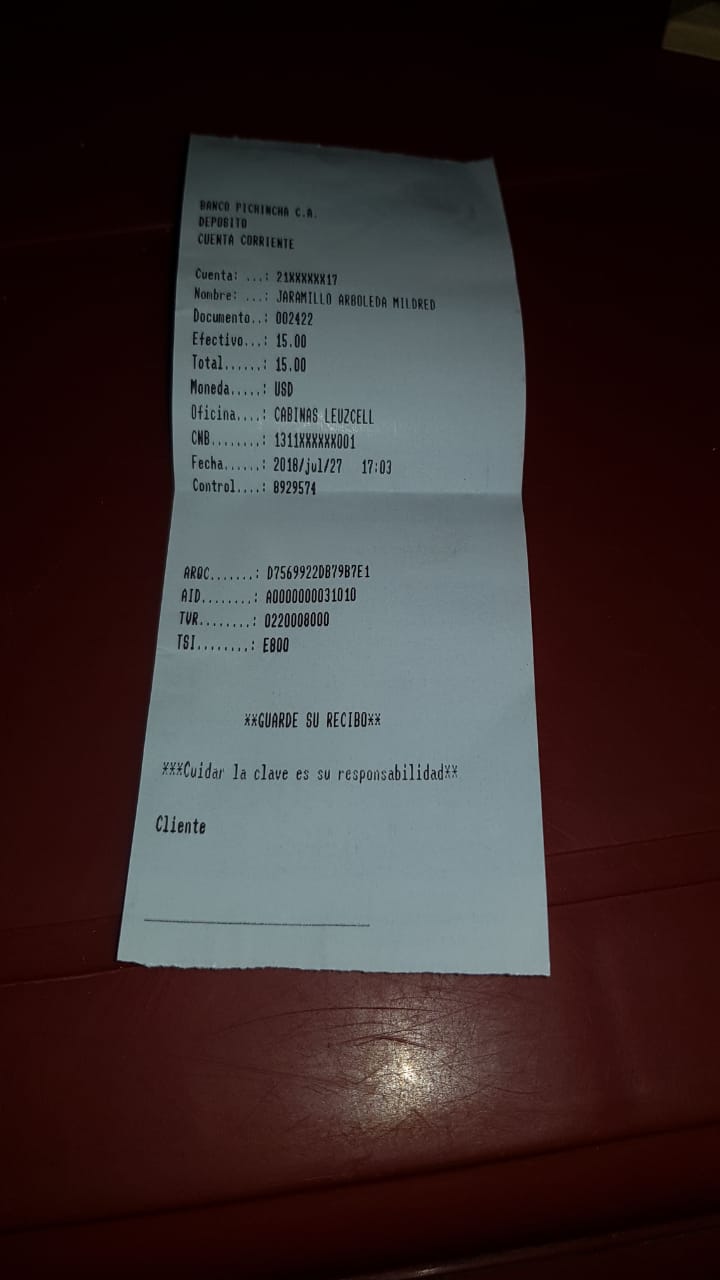 BANCO PICHINCHA C.A.
DEPOSITO
CUENTA CORRIENTE
Cuenta: ...: 21XXXXXX17
Nombre: ...: JARAMILLO ARBOLEDA MILDRED
Documento..: 002422
Efectivo...: 15.00
Total......: 15.00
Moneda.....: USD
Oficina....: CABINAS LEUZCELL
CNB........: 1311XXXXXX001
Fecha......: 2018/jul/27 17:03
Control....: 8929574
ARQC.......: D7569922DB79B7E1
AID........: A0000000031010
TVR........: 0220008000
TSI........: E800
**GUARDE SU RECIBO**
***Cuidar la clave es su responsabilidad**
Cliente